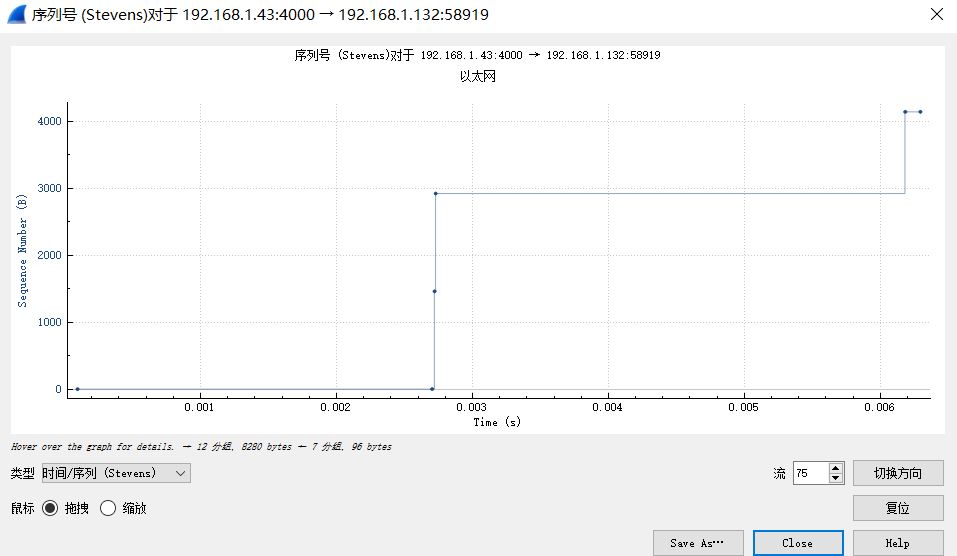 序列号 (Stevens)对于 192.168.1.43:4000 → 192.168.1.132:58919
序列号 (Stevens)对于 192.168.1.43:4000 → 192.168.1.132:58919
以太网
Sequence Number (B)
4000
3000
2000
1000
0
0.001 0.002 0.003 0.004 0.005 0.006
Time (s)
Hover over the graph for details. → 12 分组, 8280 bytes ← 7 分组, 96 bytes
类型 时间/序列 (Stevens) 流 75 切换方向
鼠标 拖拽 缩放 复位
Save As… Close Help